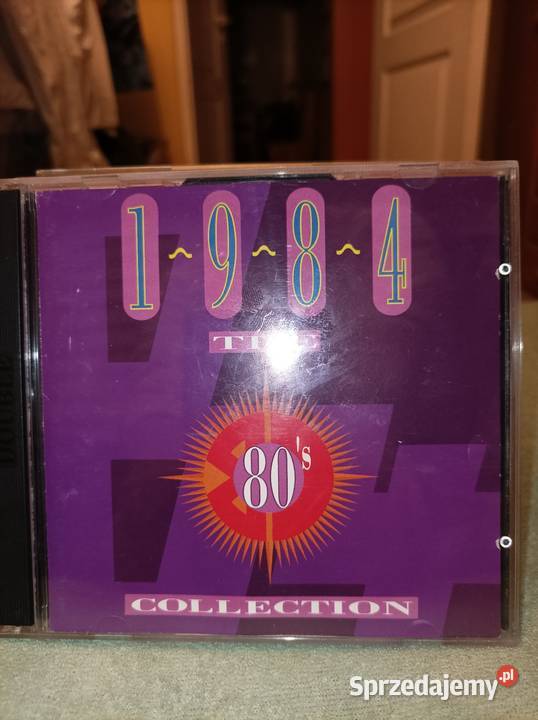 1~9~8~4
THE
80's
COLLECTION
Sprzedajemy.pl